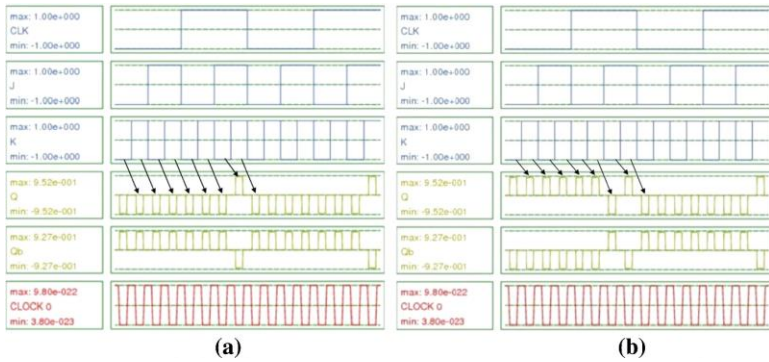 max: 1.00e+000
CLK
min: -1.00e+000
max: 1.00e+000
J
min: -1.00e+000
max: 1.00e+000
K
min: -1.00e+000
max: 9.52e-001
Q
min: -9.52e-001
max: 9.27e-001
Qb
min: -9.27e-001
max: 9.80e-022
CLOCK 0
min: 3.80e-023
(a)
max: 1.00e+000
CLK
min: -1.00e+000
max: 1.00e+000
J
min: -1.00e+000
max: 1.00e+000
K
min: -1.00e+000
max: 9.52e-001
Q
min: -9.52e-001
max: 9.27e-001
Qb
min: -9.27e-001
max: 9.80e-022
CLOCK 0
min: 3.80e-023
(b)